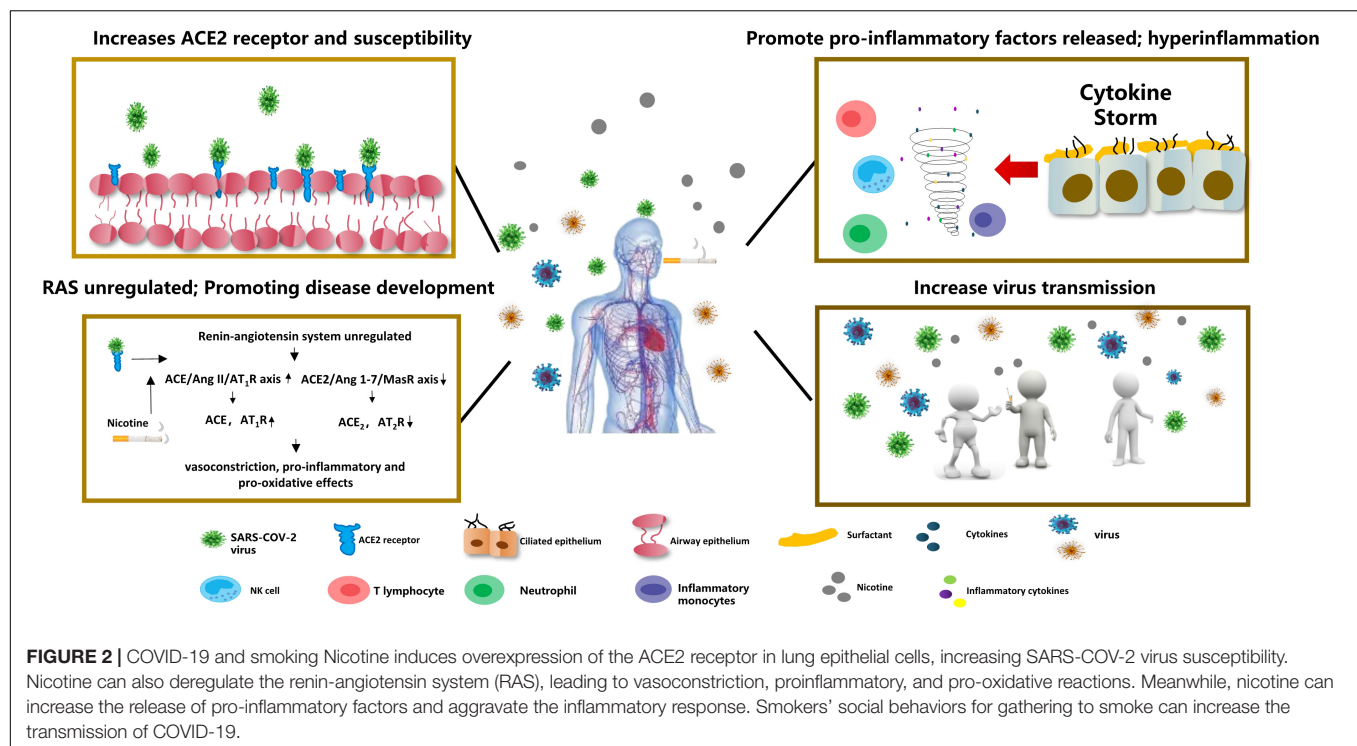 Increases ACE2 receptor and susceptibility
Promote pro-inflammatory factors released; hyperinflammation
Cytokine
Storm
RAS unregulated; Promoting disease development
Increase virus transmission
Renin-angiotensin system unregulated
ACE/Ang II/AT₁R axis ↑ ACE2/Ang 1-7/MasR axis ↓
Nicotine
ACE, AT₁R ↑ ACE₂, AT₂R ↓
vasoconstriction, pro-inflammatory and
pro-oxidative effects
SARS-COV-2
virus
ACE2 receptor
Ciliated epithelium
Airway epithelium
Surfactant
Cytokines
virus
NK cell
T lymphocyte
Neutrophil
Inflammatory
monocytes
Nicotine
Inflammatory cytokines
FIGURE 2 | COVID-19 and smoking Nicotine induces overexpression of the ACE2 receptor in lung epithelial cells, increasing SARS-COV-2 virus susceptibility.
Nicotine can also deregulate the renin-angiotensin system (RAS), leading to vasoconstriction, proinflammatory, and pro-oxidative reactions. Meanwhile, nicotine can
increase the release of pro-inflammatory factors and aggravate the inflammatory response. Smokers' social behaviors for gathering to smoke can increase the
transmission of COVID-19.